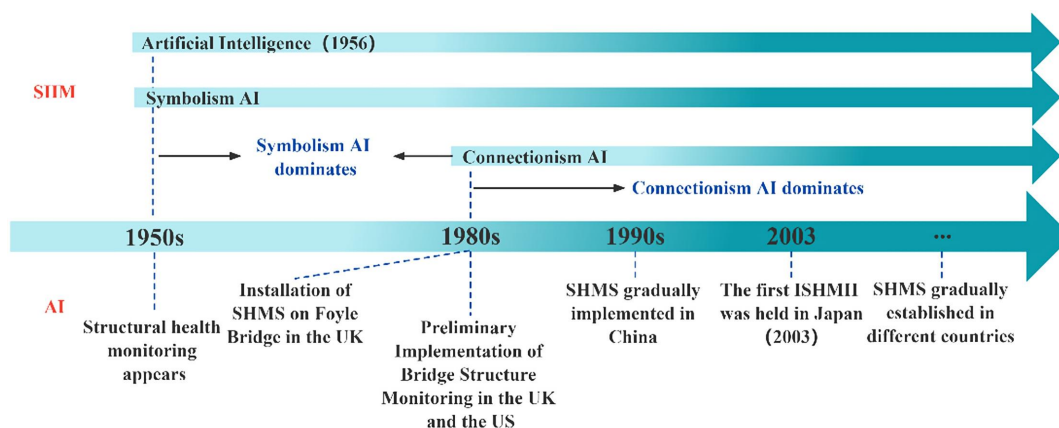 Artificial Intelligence (1956)
SHM
Symbolism AI
Symbolism AI
dominates
Connectionism AI
Connectionism AI dominates
1950s
1980s
1990s
2003
...
AI
Structural health
monitoring
appears
Installation of
SHMS on Foyle
Bridge in the UK
Preliminary
Implementation of
Bridge Structure
Monitoring in the UK
and the US
SHMS gradually
implemented in
China
The first ISHMII
was held in Japan
(2003)
SHMS gradually
established in
different countries